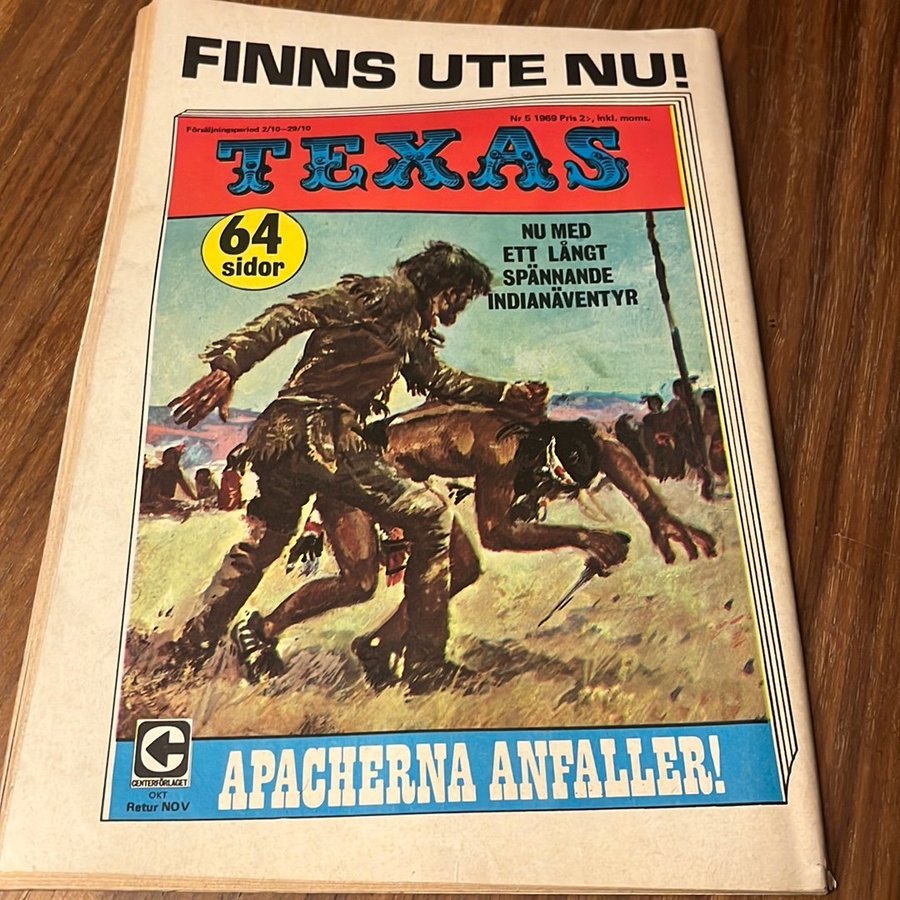 FINNS UTE NU!
Försäljningsperiod 2/10–29/10
Nr 5 1969 Pris 2:-, inkl. moms.
TEXAS
64
sidor
NU MED
ETT LÅNGT
SPÄNNANDE
INDIANÄVENTYR
CENTERFÖRLAGET
OKT
Retur NOV
APACHERNA ANFALLER!